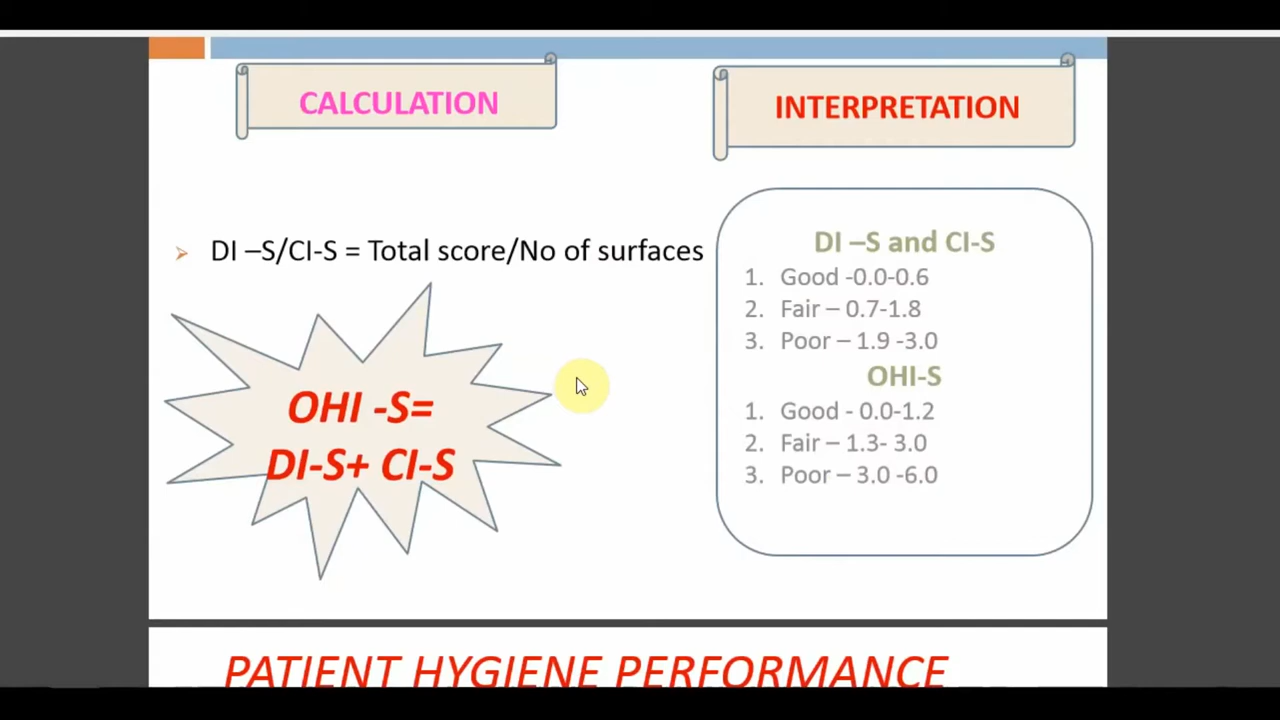 CALCULATION
DI –S/CI-S = Total score/No of surfaces
OHI -S=
DI-S+ CI-S
INTERPRETATION
DI –S and CI-S
1. Good -0.0-0.6
2. Fair – 0.7-1.8
3. Poor – 1.9 -3.0
OHI-S
1. Good - 0.0-1.2
2. Fair – 1.3- 3.0
3. Poor – 3.0 -6.0
PATIENT HYGIENE PERFORMANCE